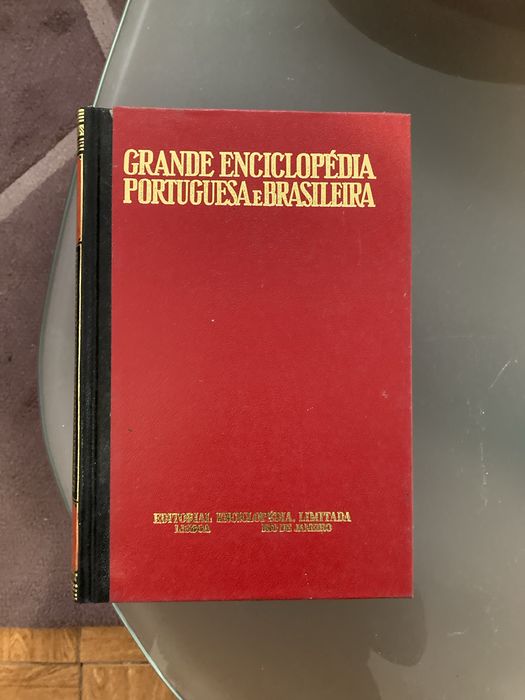 GRANDE ENCICLOPÉDIA
PORTUGUESA E BRASILEIRA
EDITORIAL ENCICLOPÉDIA, LIMITADA
LISBOA RIO DE JANEIRO